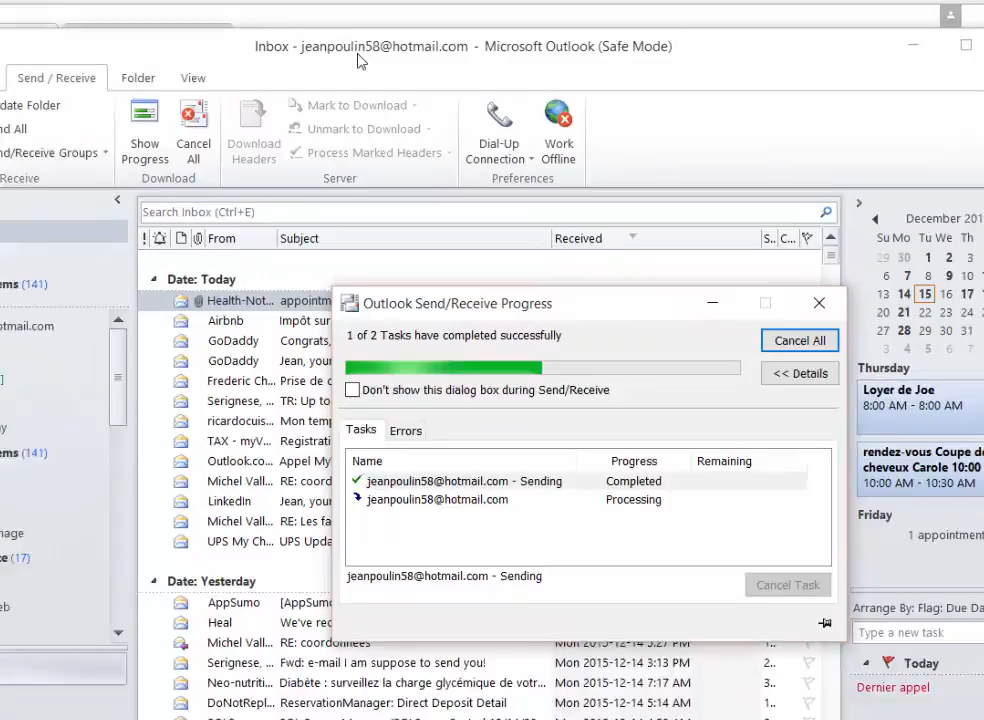 Inbox - jeanpoulin58@hotmail.com - Microsoft Outlook (Safe Mode)
Send / Receive Folder View
date Folder
nd All
nd/Receive Groups
Receive
Show Progress
Cancel All
Download
Download Headers
Mark to Download
Unmark to Download
Process Marked Headers
Server
Dial-Up Connection
Work Offline
Preferences
ems (141)
otmail.com
]
y
ems (453)
nage
ce (17)
eb
Search Inbox (Ctrl+E)
! From Subject Received S.. C...
Date: Today
Health-Not... appointm
Airbnb Impôt sur
GoDaddy Congrats,
GoDaddy Jean, your
Frederic Ch... Prise de
Serignese, ... TR: Up to
ricardocuis... Mon temp
TAX - myV... Registrati
Outlook.co... Appel My
Michel Vall... RE: coord
LinkedIn Jean, your
Michel Vall... RE: Les fa
UPS My Ch... UPS Upda
Date: Yesterday
AppSumo [AppSumo
Heal We've rec
Michel Vall... RE: coordonnées Mon 2015-12-14 5:27 PM 1..
Serignese, ... Fwd: e-mail I am suppose to send you! Mon 2015-12-14 3:13 PM 2..
Neo-nutriti... Diabète : surveillez la charge glycémique de votr... Mon 2015-12-14 7:17 AM 3..
DoNotRepl... ReservationManager: Direct Deposit Detail Mon 2015-12-14 5:14 AM 1..
Outlook Send/Receive Progress
1 of 2 Tasks have completed successfully
Cancel All
<< Details
Don't show this dialog box during Send/Receive
Tasks Errors
Name Progress Remaining
jeanpoulin58@hotmail.com - Sending Completed
jeanpoulin58@hotmail.com Processing
jeanpoulin58@hotmail.com - Sending
Cancel Task
December 201
Su Mo Tu We Th
29 30 1 2 3
6 7 8 9 10
13 14 15 16 17
20 21 22 23 24
27 28 29 30 31
3 4 5 6 7
Thursday
Loyer de Joe
8:00 AM - 8:00 AM
rendez-vous Coupe de
cheveux Carole 10:00
10:00 AM - 10:30 AM
Friday
1 appointmen
Arrange By: Flag: Due Da
Type a new task
Today
Dernier appel